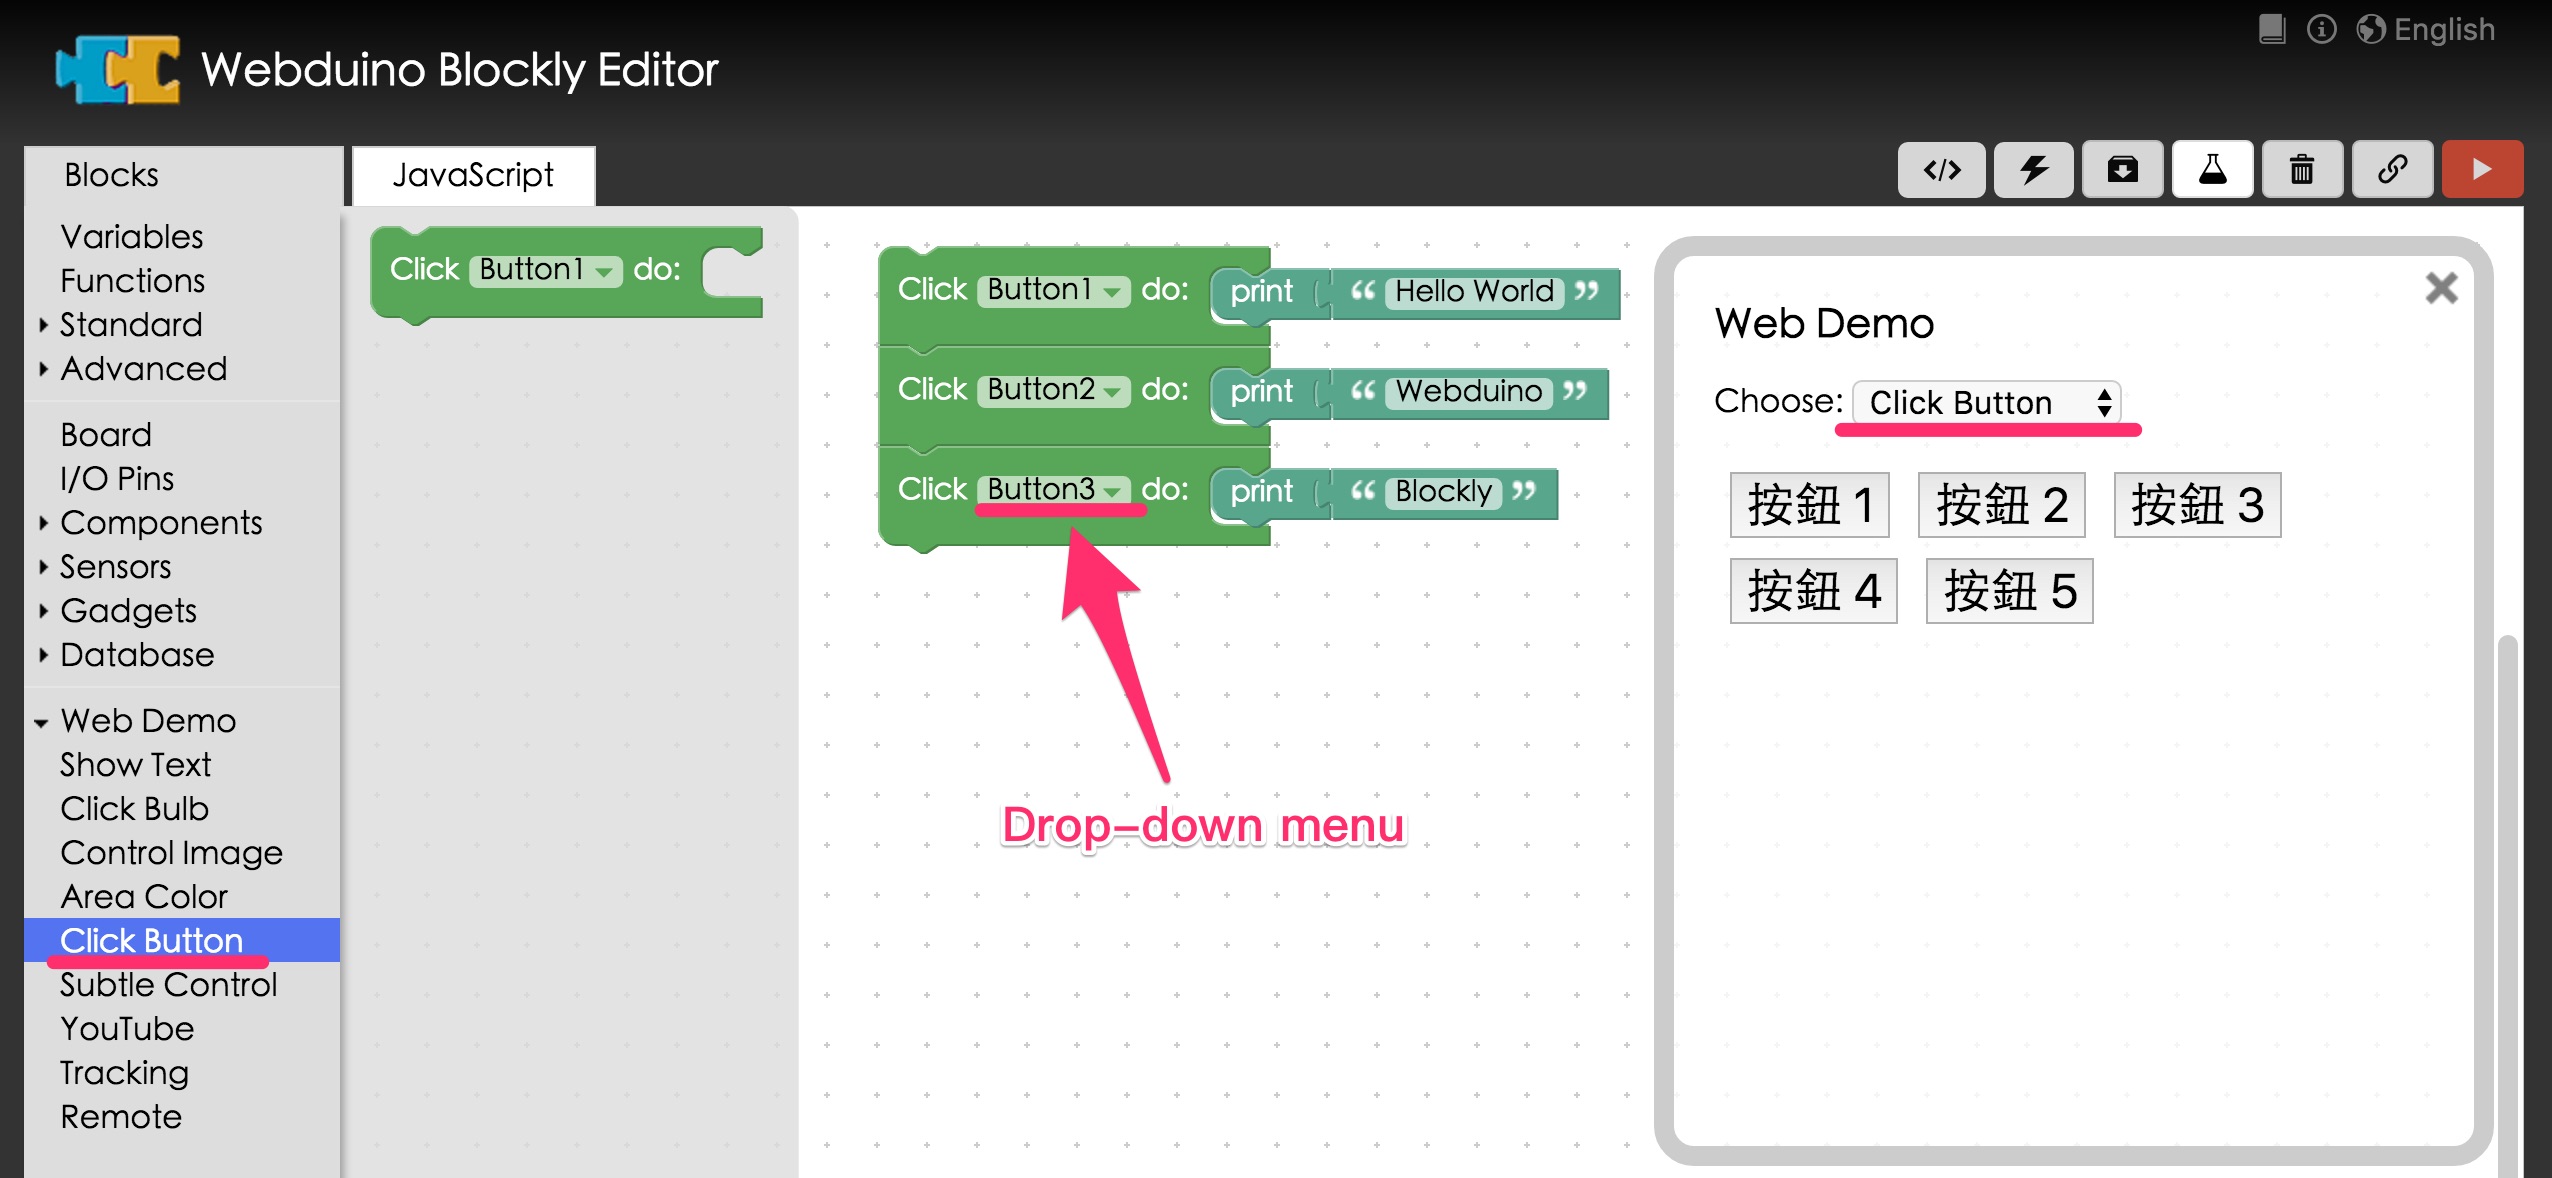 English
Webduino Blockly Editor
Blocks
JavaScript
Variables
Functions
Standard
Advanced
Board
I/O Pins
Components
Sensors
Gadgets
Database
Web Demo
Show Text
Click Bulb
Control Image
Area Color
Click Button
Subtle Control
YouTube
Tracking
Remote
Click Button1 do:
Click Button1 do: print “ Hello World ”
Click Button2 do: print “ Webduino ”
Click Button3 do: print “ Blockly ”
Drop-down menu
Web Demo
Choose: Click Button
按鈕 1 按鈕 2 按鈕 3
按鈕 4 按鈕 5